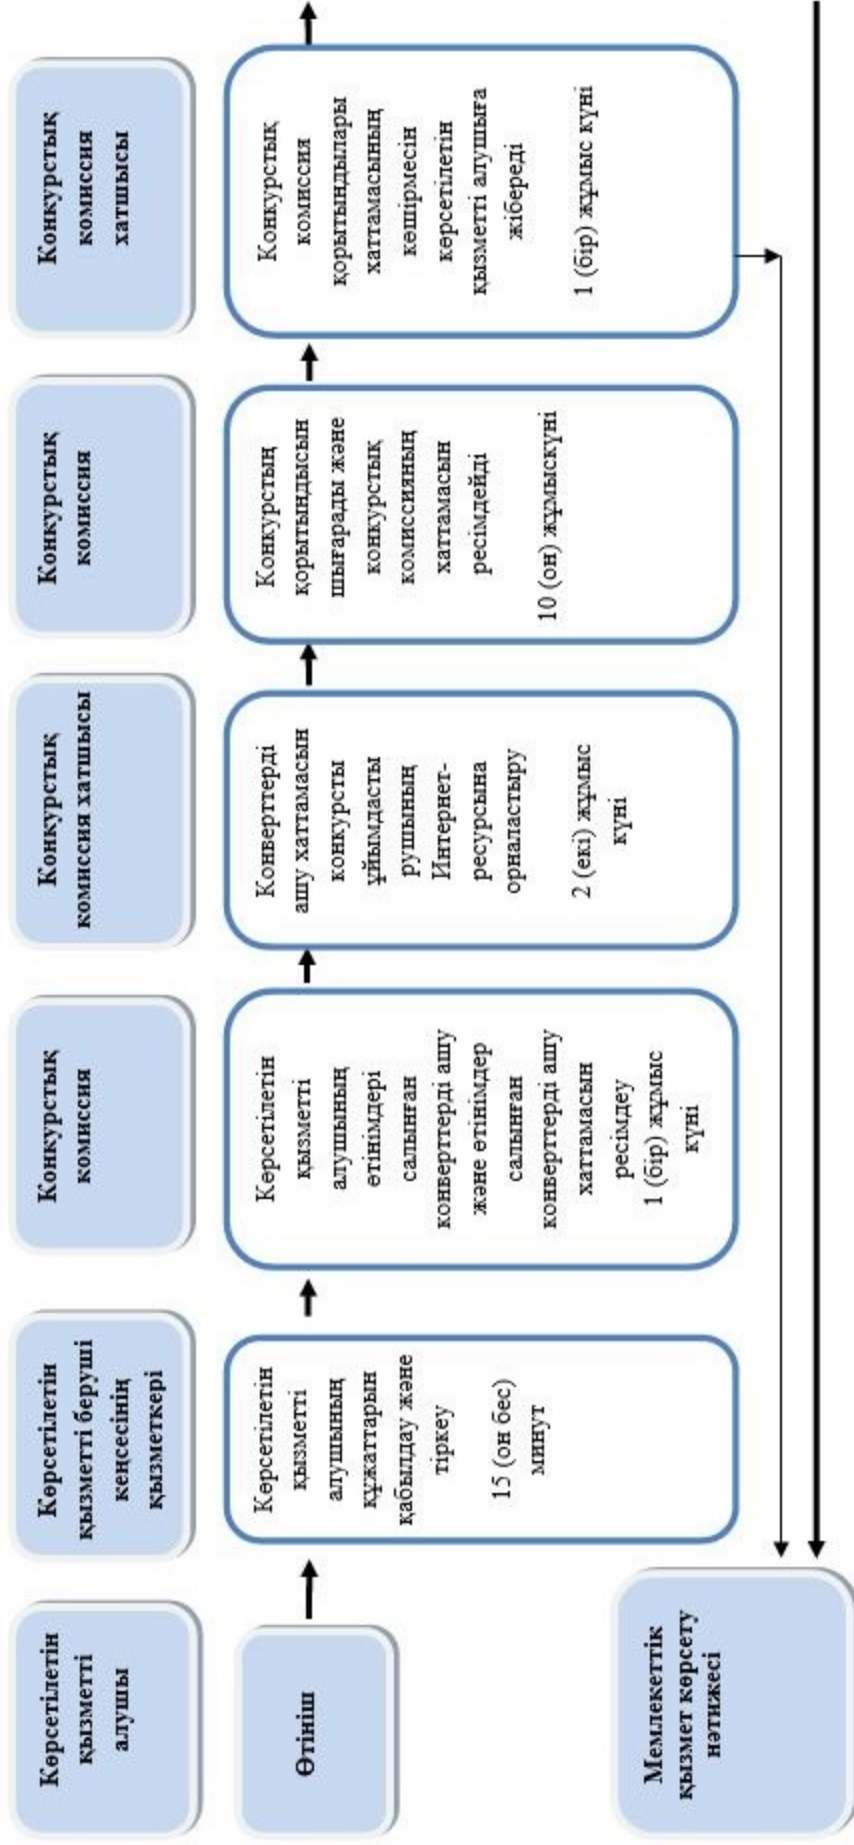 Көрсетілетін
қызметті
алушы
Көрсетілетін
қызметті беруші
кеңсесінің
қызметкері
Конкурстық
комиссия
Конкурстық
комиссия хатшысы
Конкурстық
комиссия
Конкурстық
комиссия
хатшысы
Өтініш
Көрсетілетін
қызметті
алушының
құжаттарын
қабылдау және
тіркеу
15 (он бес)
минут
Көрсетілетін
қызметті
алушының
өтінімдері
салынған
конверттерді ашу
және өтінімдер
салынған
конверттерді ашу
хаттамасын
ресімдеу
1 (бір) жұмыс
күні
Конверттерді
ашу хаттамасын
конкурсты
ұйымдасты
рушының
Интернет-
ресурсына
орналастыру
2 (екі) жұмыс
күні
Конкурстың
қорытындысын
шығарады және
конкурстық
комиссияның
хаттамасын
ресімдейді
10 (он) жұмыскүні
Конкурстық
комиссия
қорытындылары
хаттамасының
көшірмесін
көрсетілетін
қызметті алушыға
жібереді
1 (бір) жұмыс күні
Мемлекеттік
қызмет көрсету
нәтижесі